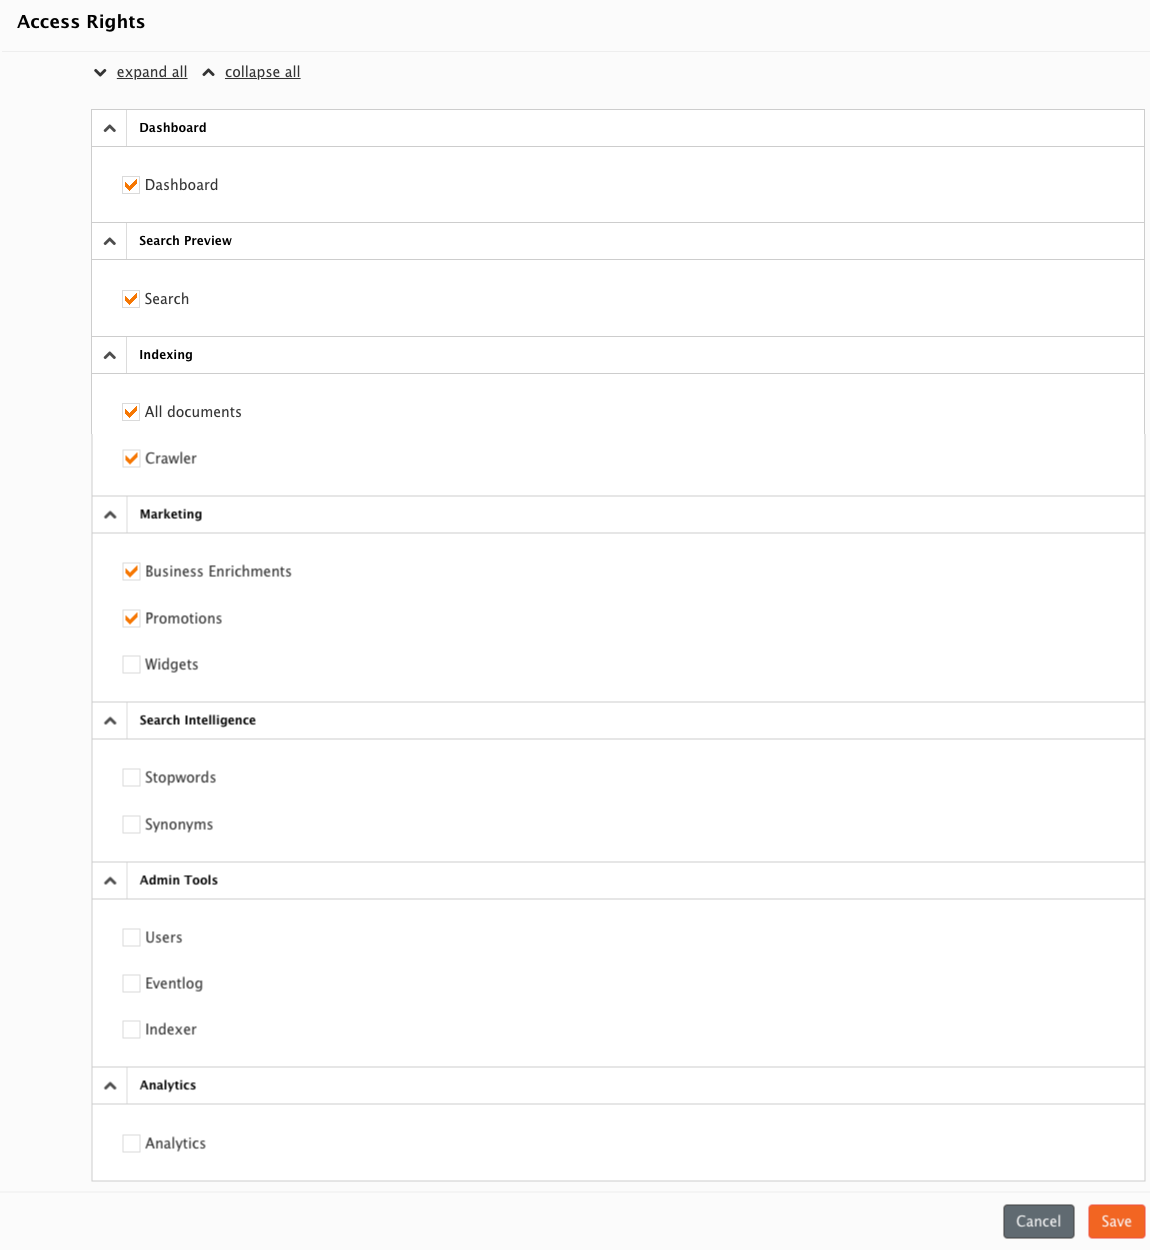 Access Rights
expand all collapse all
Dashboard
Dashboard
Search Preview
Search
Indexing
All documents
Crawler
Marketing
Business Enrichments
Promotions
Widgets
Search Intelligence
Stopwords
Synonyms
Admin Tools
Users
Eventlog
Indexer
Analytics
Analytics
Cancel Save